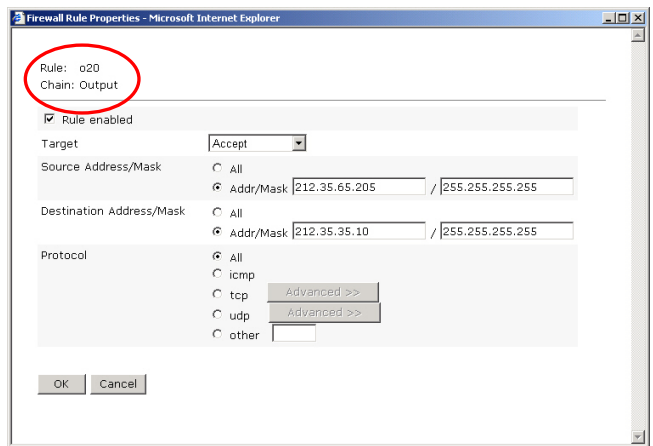 Firewall Rule Properties - Microsoft Internet Explorer
Rule: o20
Chain: Output
Rule enabled
Target Accept
Source Address/Mask All
Addr/Mask 212.35.65.205 / 255.255.255.255
Destination Address/Mask All
Addr/Mask 212.35.35.10 / 255.255.255.255
Protocol All
icmp
tcp Advanced >>
udp Advanced >>
other
OK Cancel